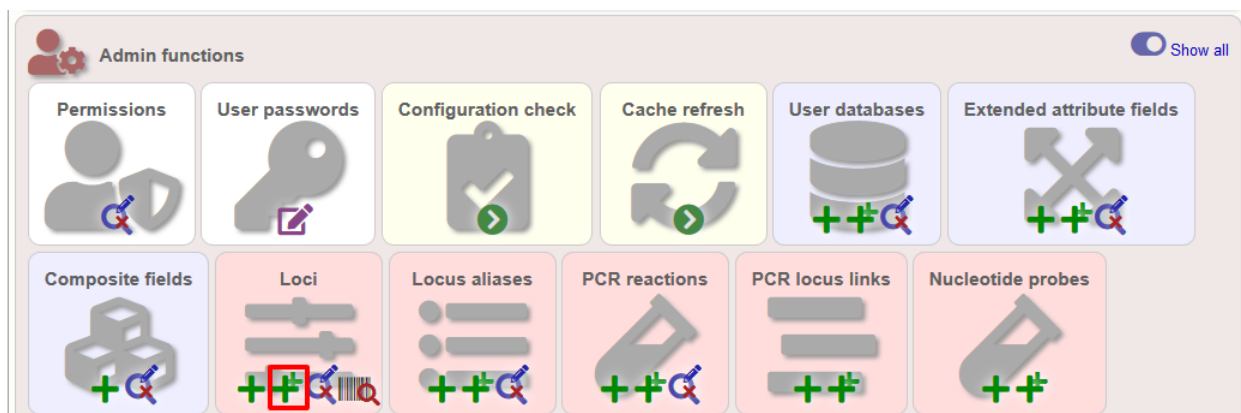 Admin functions
Show all
Permissions
User passwords
Configuration check
Cache refresh
User databases
Extended attribute fields
Composite fields
Loci
Locus aliases
PCR reactions
PCR locus links
Nucleotide probes